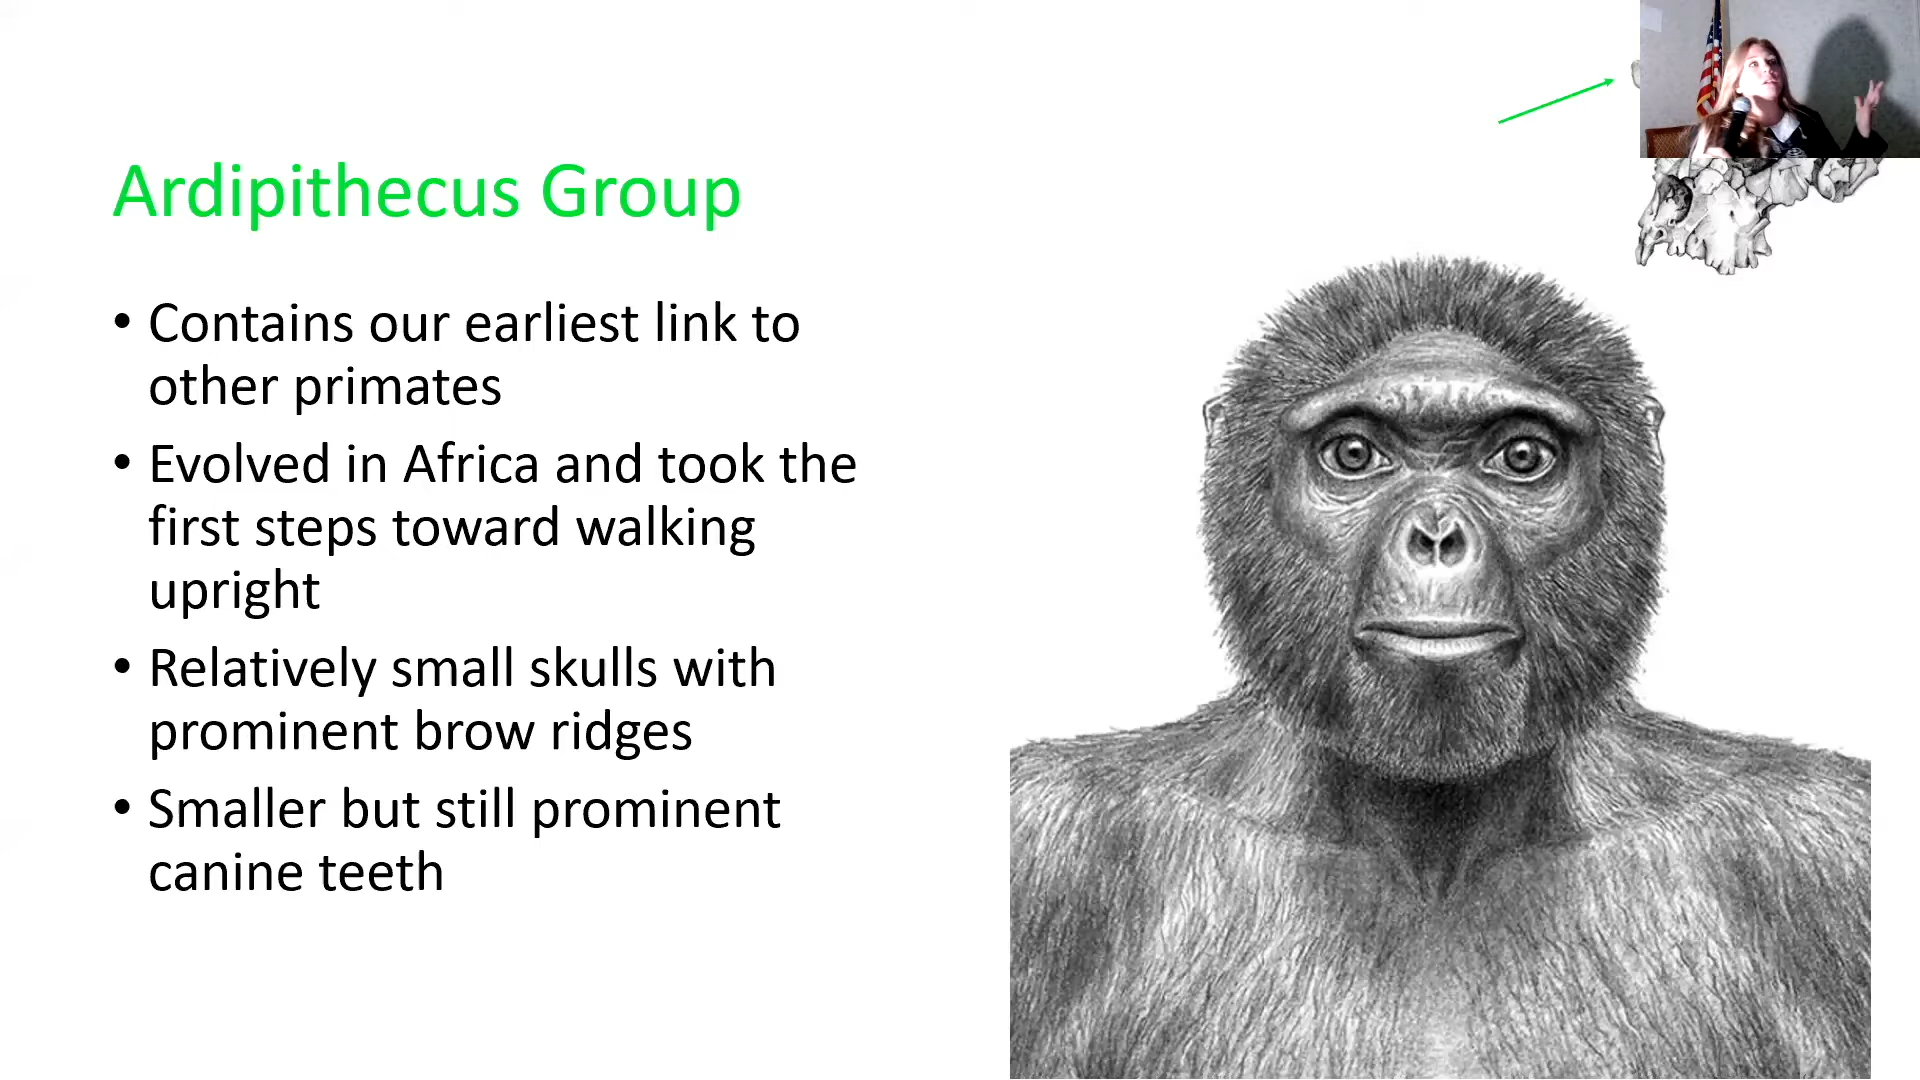 Ardipithecus Group
• Contains our earliest link to
other primates
• Evolved in Africa and took the
first steps toward walking
upright
• Relatively small skulls with
prominent brow ridges
• Smaller but still prominent
canine teeth